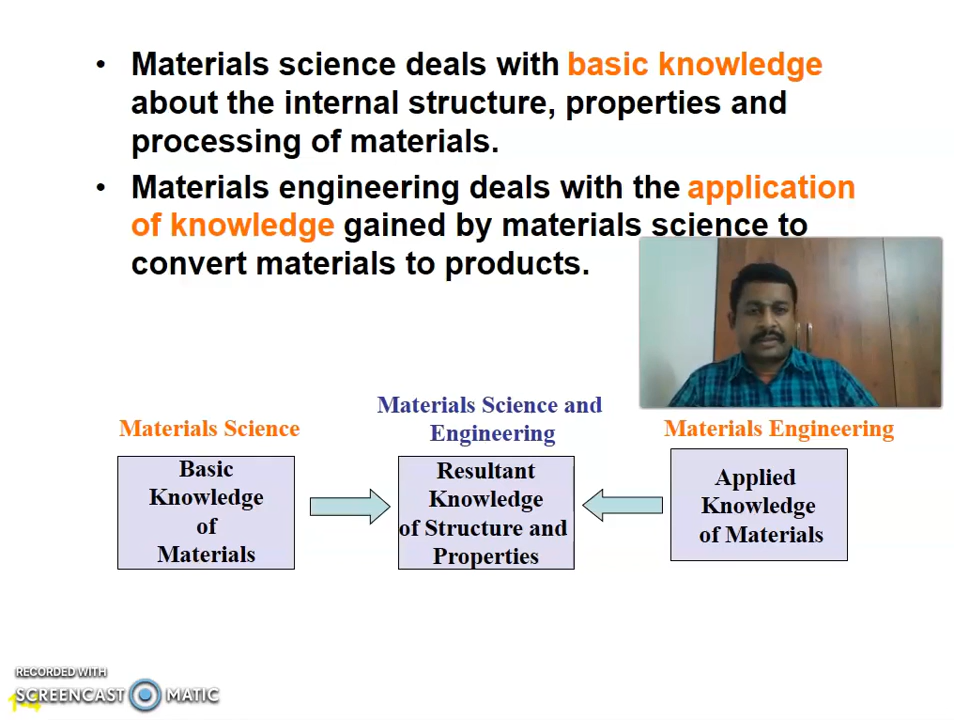 • Materials science deals with basic knowledge
about the internal structure, properties and
processing of materials.
• Materials engineering deals with the application
of knowledge gained by materials science to
convert materials to products.
Materials Science
Materials Science and
Engineering
Materials Engineering
Basic
Knowledge
of
Materials
Resultant
Knowledge
of Structure and
Properties
Applied
Knowledge
of Materials
RECORDED WITH
SCREENCAST MATIC
1-4